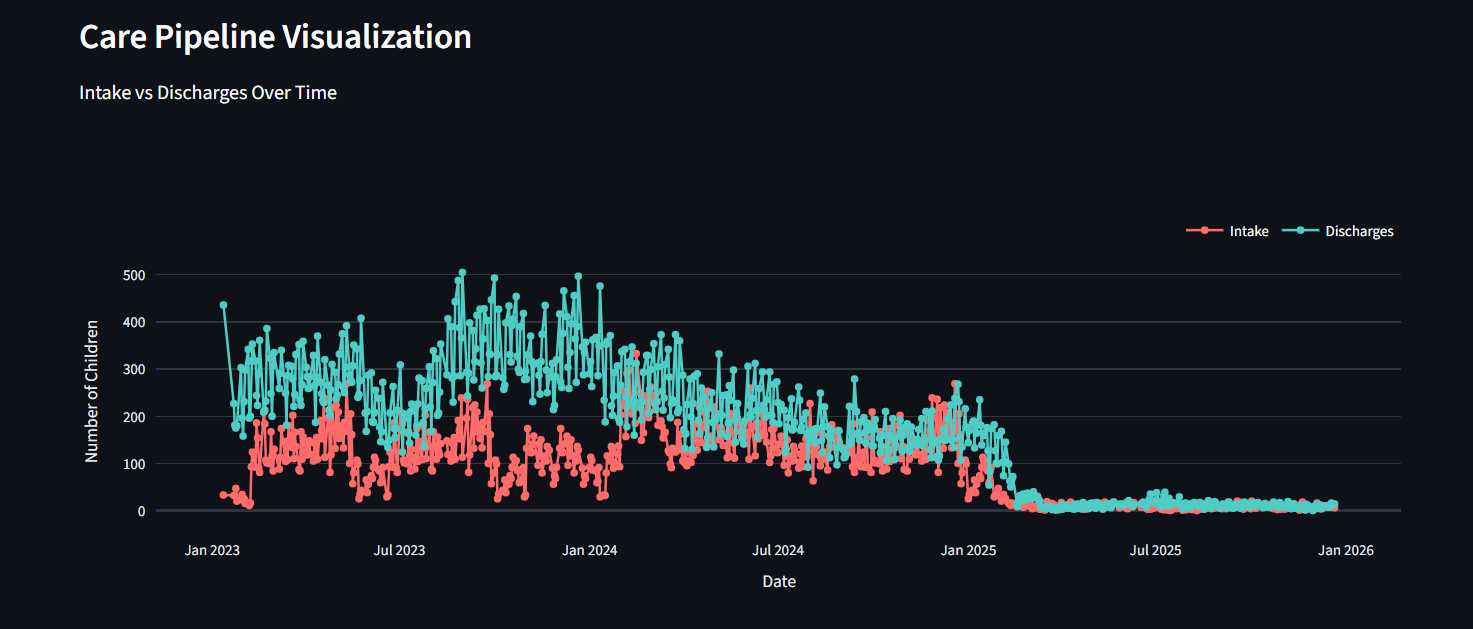 Care Pipeline Visualization
Intake vs Discharges Over Time
Intake Discharges
500
400
300
200
100
0
Number of Children
Jan 2023 Jul 2023 Jan 2024 Jul 2024 Jan 2025 Jul 2025 Jan 2026
Date